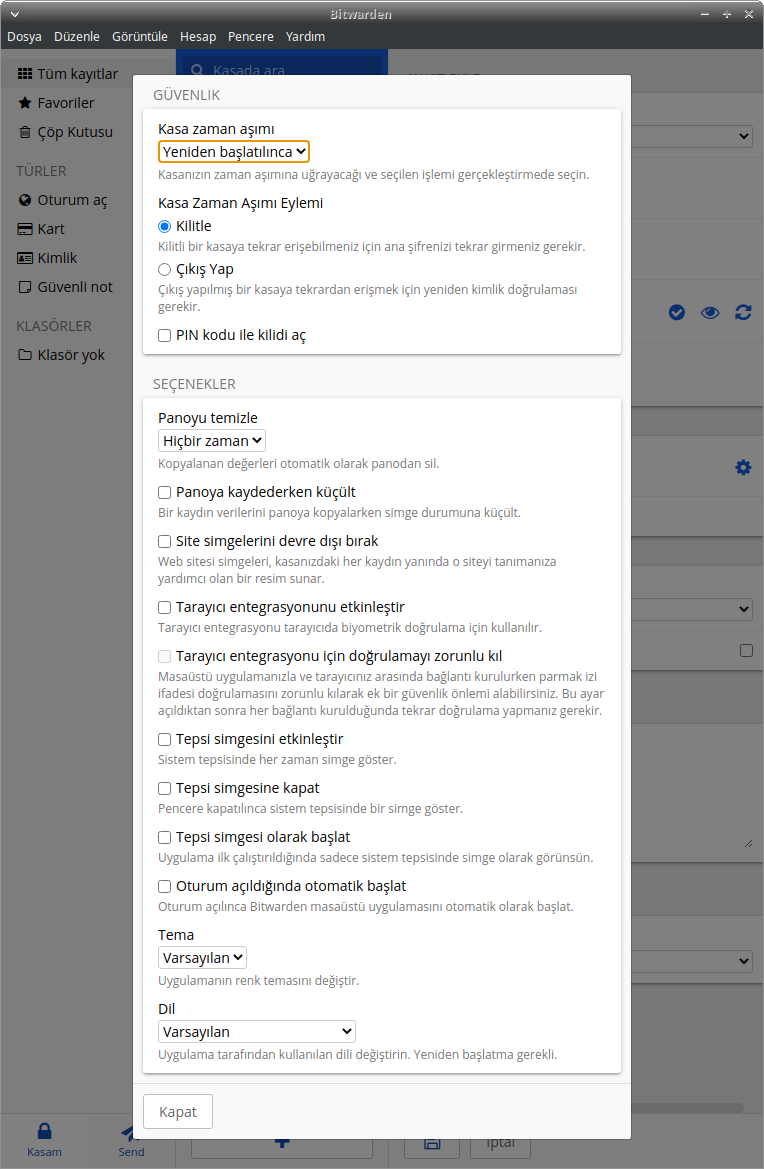 Bitwarden
Dosya Düzenle Görüntüle Hesap Pencere Yardım
Tüm kayıtlar
Favoriler
Çöp Kutusu
TÜRLER
Oturum aç
Kart
Kimlik
Güvenli not
KLASÖRLER
Klasör yok
Kasada ara
GÜVENLIK
Kasa zaman aşımı
Yeniden başlatılınca
Kasanızın zaman aşımına uğrayacağı ve seçilen işlemi gerçekleştirmede seçin.
Kasa Zaman Aşımı Eylemi
Kilitle
Kilitli bir kasaya tekrar erişebilmeniz için ana şifrenizi tekrar girmeniz gerekir.
Çıkış Yap
Çıkış yapılmış bir kasaya tekrardan erişmek için yeniden kimlik doğrulaması
gerekir.
PIN kodu ile kilidi aç
SEÇENEKLER
Panoyu temizle
Hiçbir zaman
Kopyalanan değerleri otomatik olarak panodan sil.
Panoya kaydederken küçült
Bir kaydın verilerini panoya kopyalarken simge durumuna küçült.
Site simgelerini devre dışı bırak
Web sitesi simgeleri, kasanızdaki her kaydın yanında o siteyi tanımanıza
yardımcı olan bir resim sunar.
Tarayıcı entegrasyonunu etkinleştir
Tarayıcı entegrasyonu tarayıcıda biyometrik doğrulama için kullanılır.
Tarayıcı entegrasyonu için doğrulamayı zorunlu kıl
Masaüstü uygulamanızla ve tarayıcınız arasında bağlantı kurulurken parmak izi
ifadesi doğrulamasını zorunlu kılarak ek bir güvenlik önlemi alabilirsiniz. Bu ayar
açıldıktan sonra her bağlantı kurulduğunda tekrar doğrulama yapmanız gerekir.
Tepsi simgesini etkinleştir
Sistem tepsisinde her zaman simge göster.
Tepsi simgesine kapat
Pencere kapatılınca sistem tepsisinde bir simge göster.
Tepsi simgesi olarak başlat
Uygulama ilk çalıştırıldığında sadece sistem tepsisinde simge olarak görünsün.
Oturum açıldığında otomatik başlat
Oturum açılınca Bitwarden masaüstü uygulamasını otomatik olarak başlat.
Tema
Varsayılan
Uygulamanın renk temasını değiştir.
Dil
Varsayılan
Uygulama tarafından kullanılan dili değiştirin. Yeniden başlatma gerekli.
Kapat
Kasam
Send
İptal